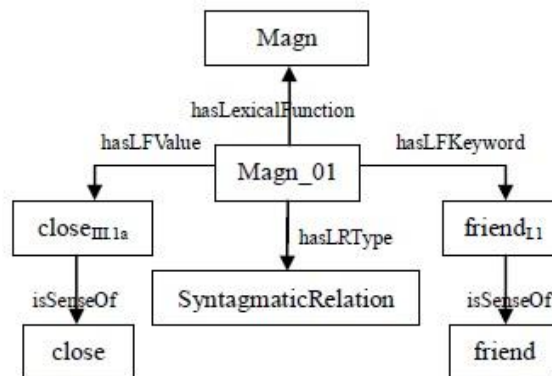 Magn
hasLexicalFunction
hasLFValue
hasLFKeyword
Magn_01
closeIII.1a
friendI.1
hasLRType
isSenseOf
SyntagmaticRelation
isSenseOf
close
friend